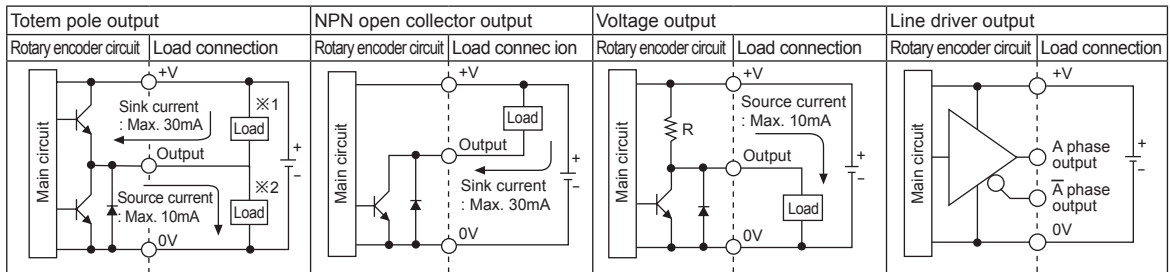 Totem pole output
Rotary encoder circuit
Load connection
Main circuit
+V
Sink current
: Max. 30mA
※1
Load
Output
Source current
: Max. 10mA
※2
Load
+
−
0V
NPN open collector output
Rotary encoder circuit
Load connec ion
Main circuit
+V
Load
Output
Sink current
: Max. 30mA
+
−
0V
Voltage output
Rotary encoder circuit
Load connection
Main circuit
+V
Source current
: Max. 10mA
R
Output
Load
+
−
0V
Line driver output
Rotary encoder circuit
Load connection
Main circuit
+V
A phase
output
A̅ phase
output
+
−
0V